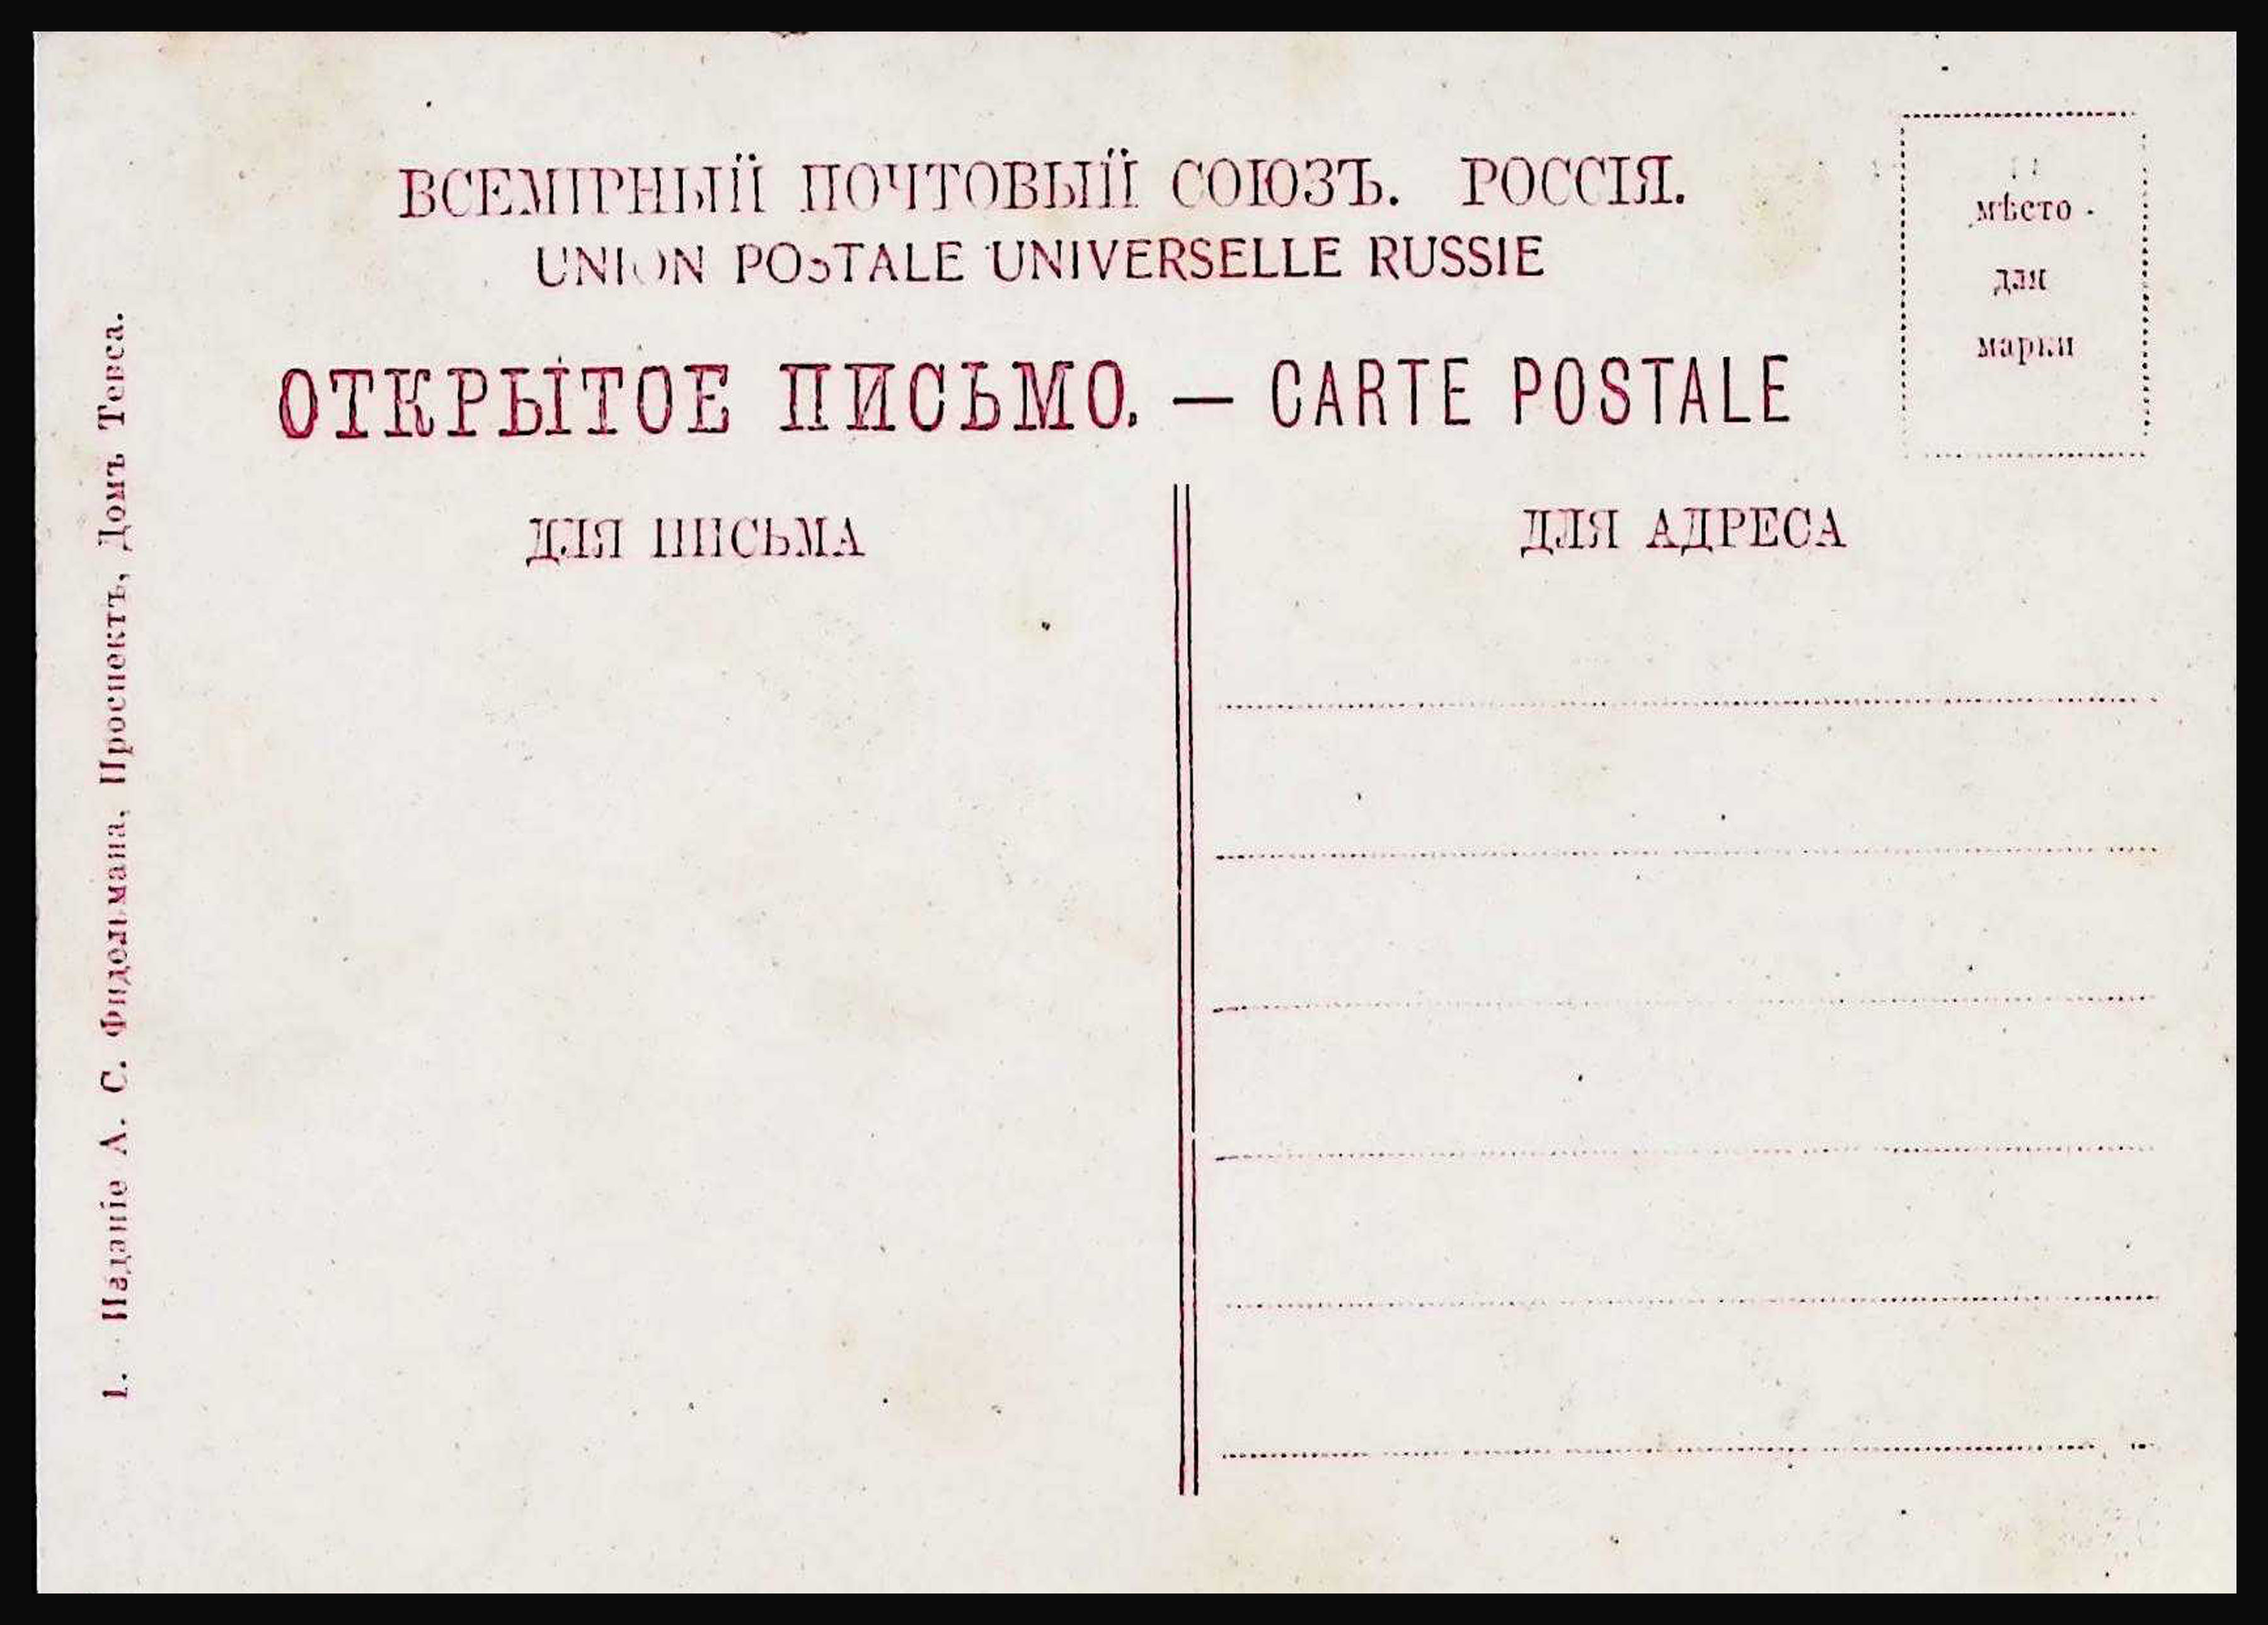 ВСЕМІРНЫЙ ПОЧТОВЫЙ СОЮЗЪ. РОССІЯ.
UNION POSTALE UNIVERSELLE RUSSIE
ОТКРЫТОЕ ПИСЬМО. — CARTE POSTALE
мѣсто
для
марки
ДЛЯ ПИСЬМА
ДЛЯ АДРЕСА
1. Изданіе А. С. Фидельмана, Проспектъ, Домъ Тевса.